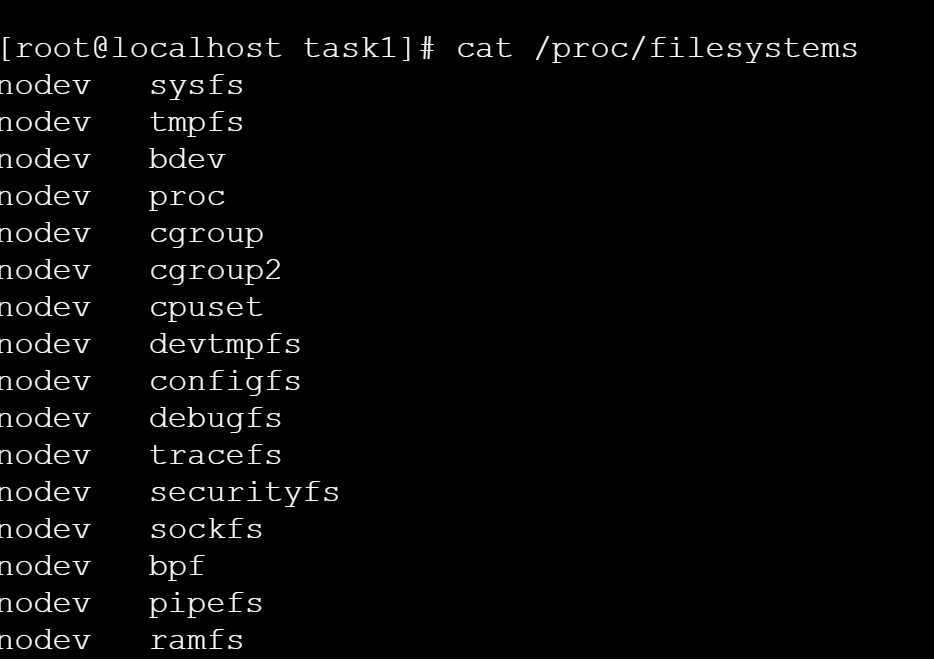 [root@localhost task1]# cat /proc/filesystems
nodev   sysfs
nodev   tmpfs
nodev   bdev
nodev   proc
nodev   cgroup
nodev   cgroup2
nodev   cpuset
nodev   devtmpfs
nodev   configfs
nodev   debugfs
nodev   tracefs
nodev   securityfs
nodev   sockfs
nodev   bpf
nodev   pipefs
nodev   ramfs